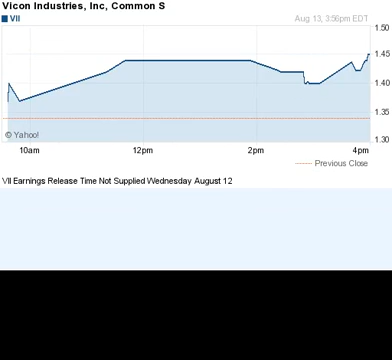 Vicon Industries, Inc, Common S
VII
Aug 13, 3:56pm EDT
1.50
1.45
1.40
1.35
1.30
© Yahoo!
10am 12pm 2pm 4pm
Previous Close
VII Earnings Release Time Not Supplied Wednesday August 12